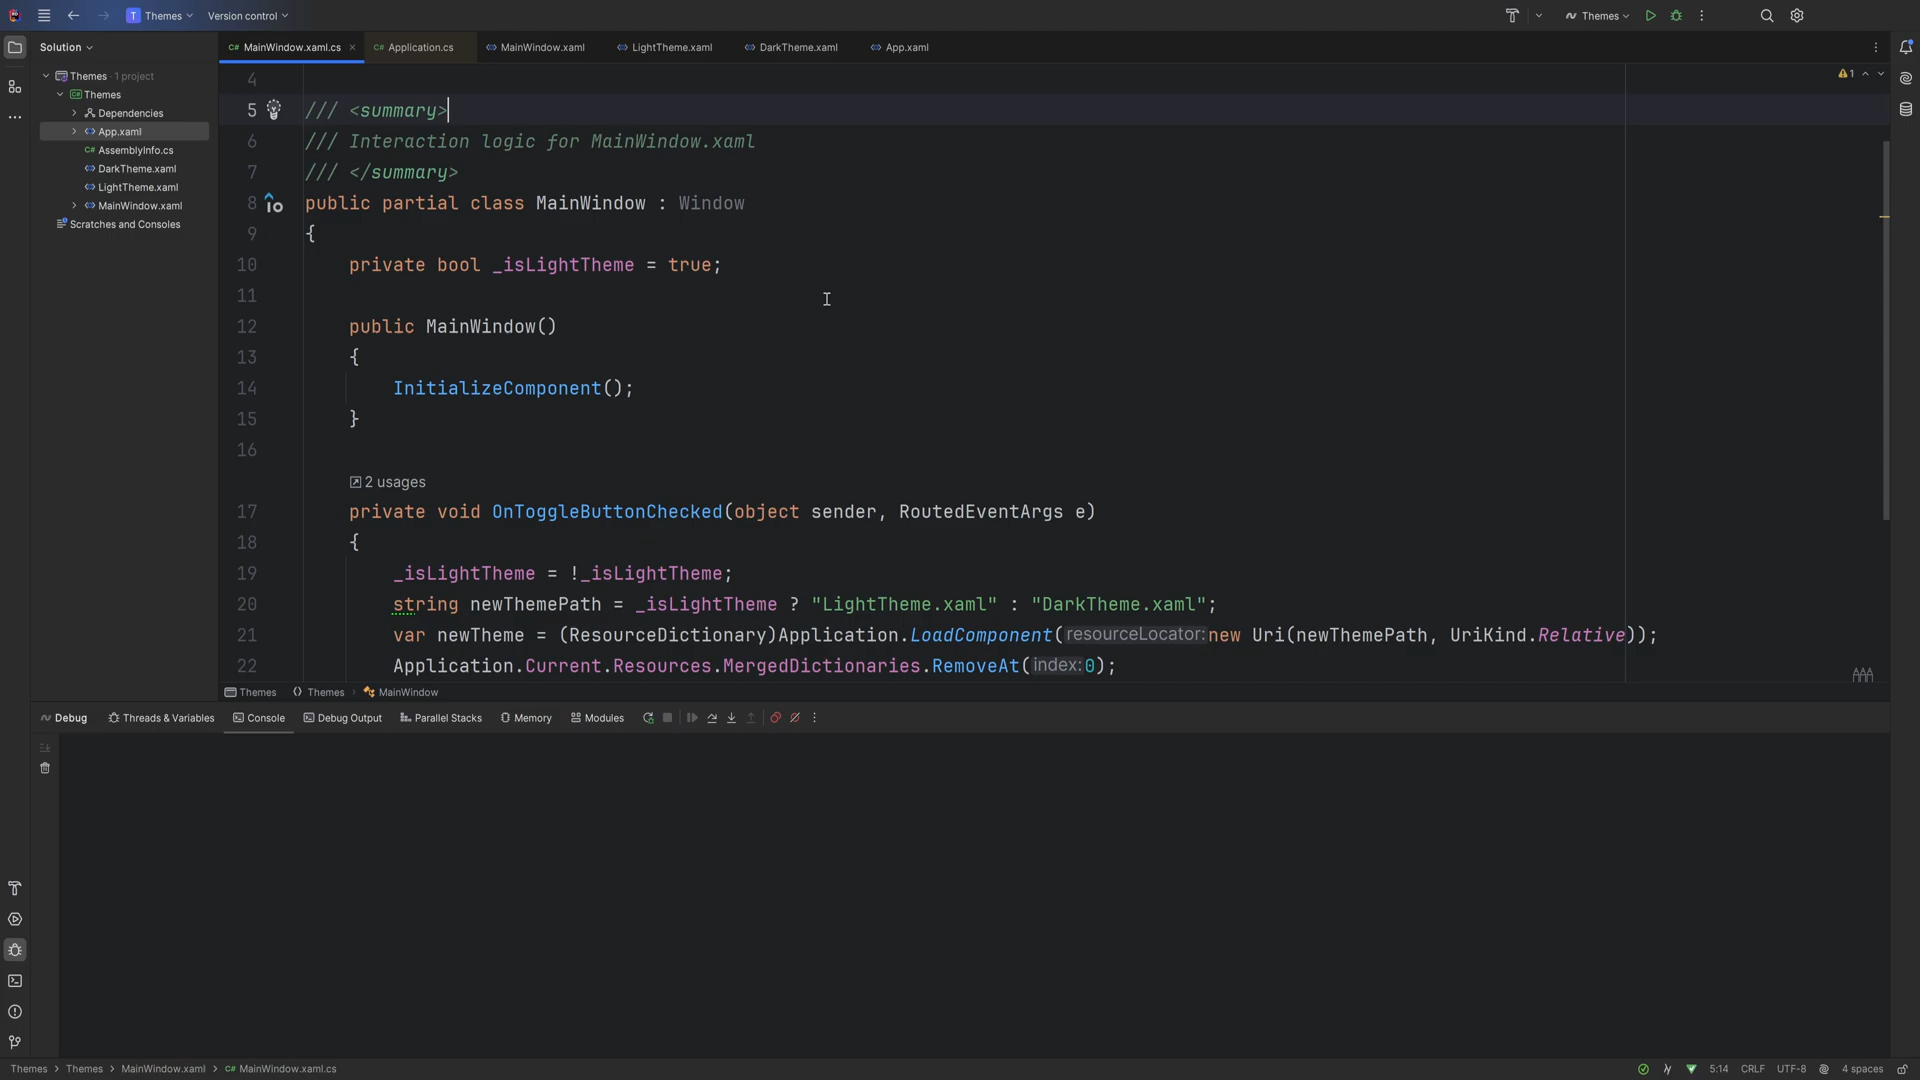 T Themes Version control
Themes
Solution
MainWindow.xaml.cs
Application.cs
MainWindow.xaml
LightTheme.xaml
DarkTheme.xaml
App.xaml
Themes · 1 project
Themes
Dependencies
App.xaml
C# AssemblyInfo.cs
DarkTheme.xaml
LightTheme.xaml
MainWindow.xaml
Scratches and Consoles
1
4
5 /// <summary>
6 /// Interaction logic for MainWindow.xaml
7 /// </summary>
8 public partial class MainWindow : Window
9 {
10 private bool _isLightTheme = true;
11
12 public MainWindow()
13 {
14 InitializeComponent();
15 }
16
2 usages
17 private void OnToggleButtonChecked(object sender, RoutedEventArgs e)
18 {
19 _isLightTheme = !_isLightTheme;
20 string newThemePath = _isLightTheme ? "LightTheme.xaml" : "DarkTheme.xaml";
21 var newTheme = (ResourceDictionary)Application.LoadComponent(resourceLocator: new Uri(newThemePath, UriKind.Relative));
22 Application.Current.Resources.MergedDictionaries.RemoveAt(index: 0);
Themes Themes > MainWindow
Debug Threads & Variables Console Debug Output Parallel Stacks Memory Modules
Themes > Themes > MainWindow.xaml > C# MainWindow.xaml.cs
5:14 CRLF UTF-8 4 spaces